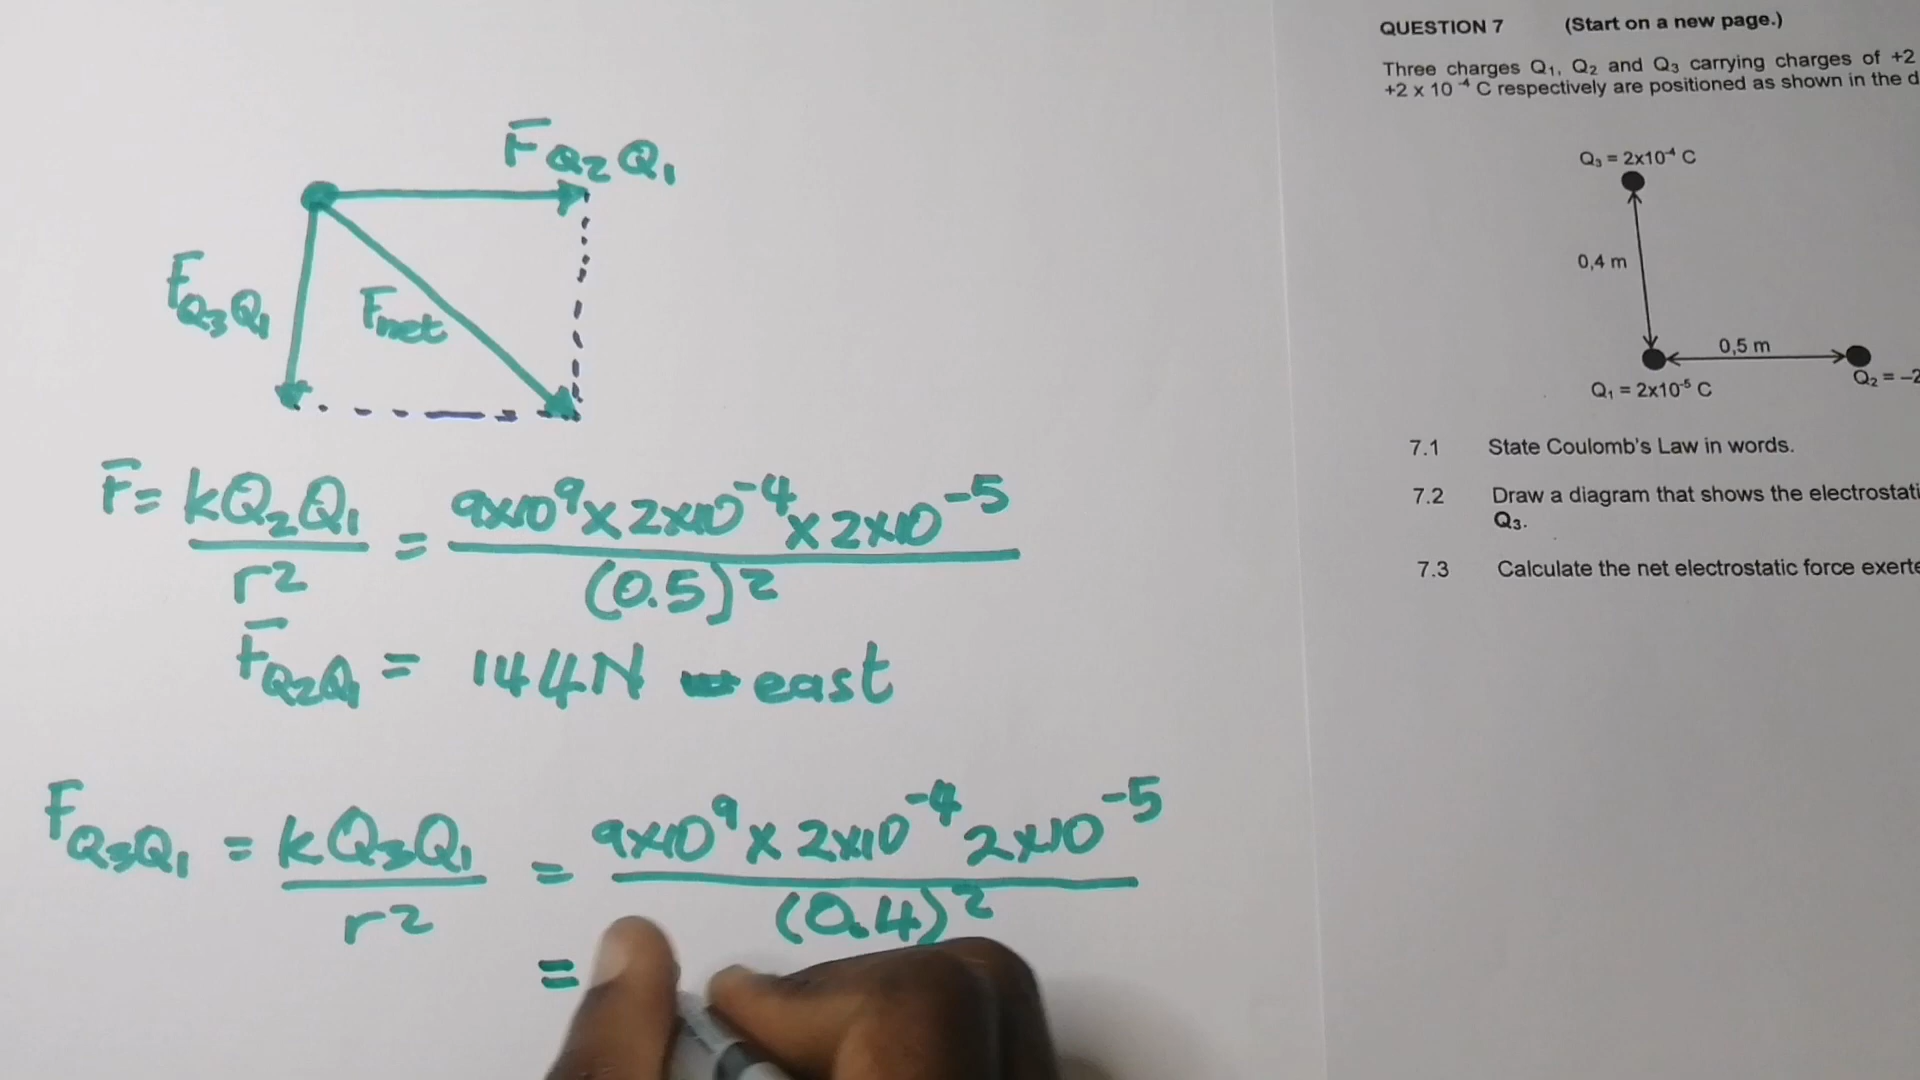 F̄Q₂Q₁
FQ₃Q₁
Fnet
F̄ = kQ₂Q₁ / r² = 9x10⁹ x 2x10⁻⁴ x 2x10⁻⁵ / (0.5)²
F̄Q₂Q₁ = 144N east
FQ₃Q₁ = kQ₃Q₁ / r² = 9x10⁹ x 2x10⁻⁴ 2x10⁻⁵ / (0.4)²
=
QUESTION 7 (Start on a new page.)
Three charges Q₁, Q₂ and Q₃ carrying charges of +2
+2 x 10⁻⁴ C respectively are positioned as shown in the d
Q₃ = 2x10⁻⁴ C
0,4 m
0,5 m
Q₂ = –2
Q₁ = 2x10⁻⁵ C
7.1 State Coulomb's Law in words.
7.2 Draw a diagram that shows the electrostati
Q₃.
7.3 Calculate the net electrostatic force exerte